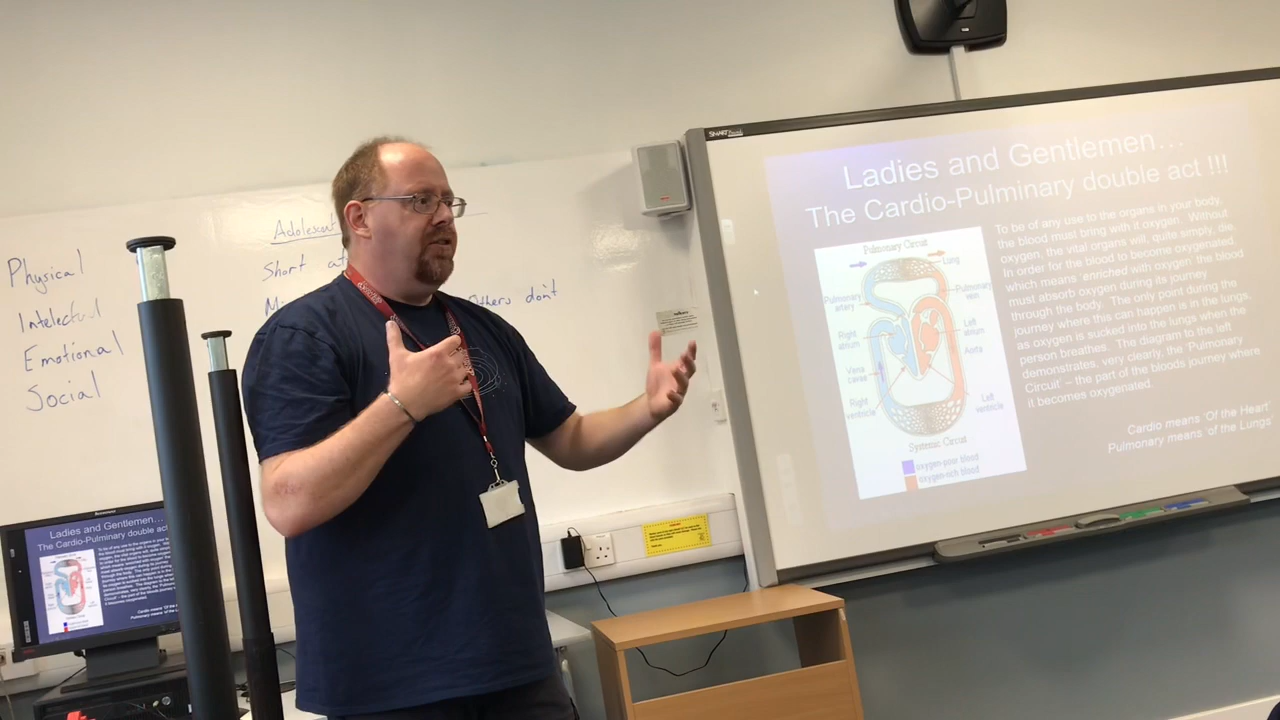 Physical
Intelectual
Emotional
Social
Adolescent
Short
Others don't
SMART Board
Ladies and Gentlemen...
The Cardio-Pulminary double act !!!
Pulmonary Circuit
Lung
Pulmonary artery
Pulmonary vein
Right atrium
Left atrium
Aorta
Vena cavas
Right ventricle
Left ventricle
Systemic Circuit
oxygen-poor blood
oxygen-rich blood
To be of any use to the organs in your body,
the blood must bring with it oxygen. Without
oxygen, the vital organs will, quite simply, die.
In order for the blood to become oxygenated
which means 'enriched with oxygen' the blood
must absorb oxygen during its journey
through the body. The only point during the
journey where this can happen is in the lungs,
as oxygen is sucked into the lungs when the
person breathes. The diagram to the left
demonstrates, very clearly, the 'Pulmonary
Circuit' – the part of the bloods journey where
it becomes oxygenated.
Cardio means 'Of the Heart'
Pulmonary means 'of the Lungs'
Ladies and Gentlemen...
The Cardio-Pulminary double act